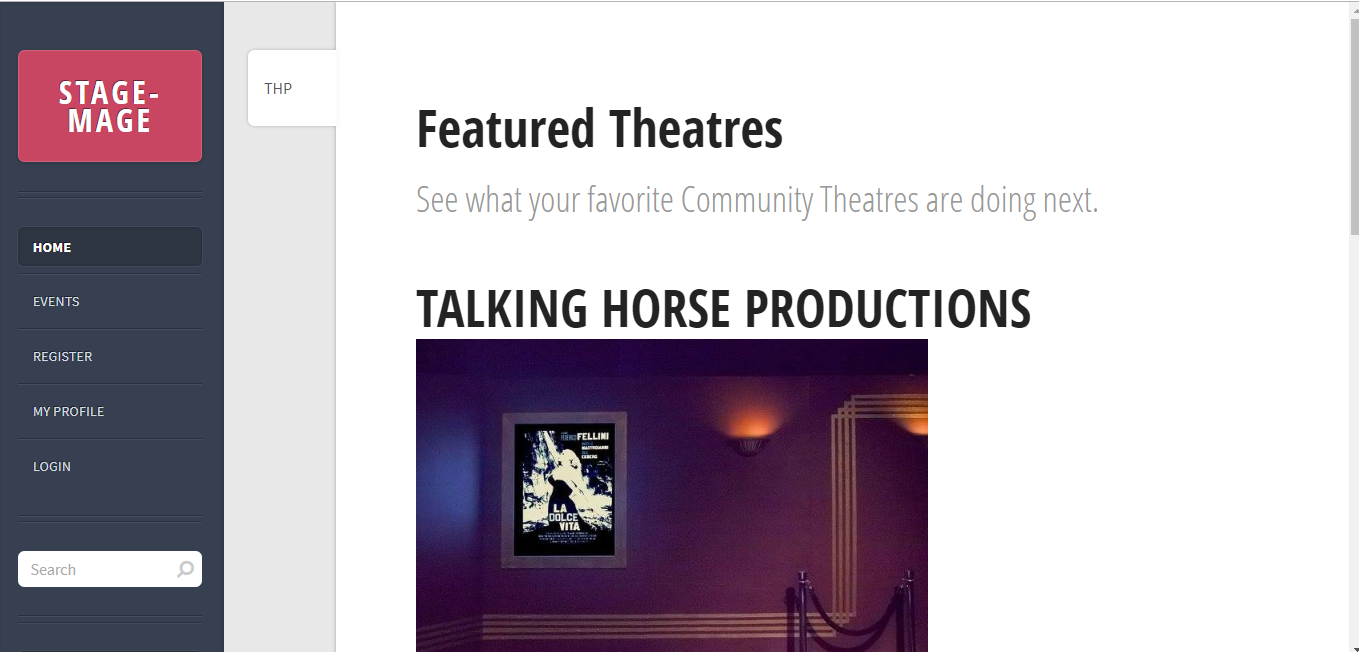 STAGE-
MAGE
HOME
EVENTS
REGISTER
MY PROFILE
LOGIN
Search
THP
Featured Theatres
See what your favorite Community Theatres are doing next.
TALKING HORSE PRODUCTIONS
FELLINI
LA
DOLCE
VITA